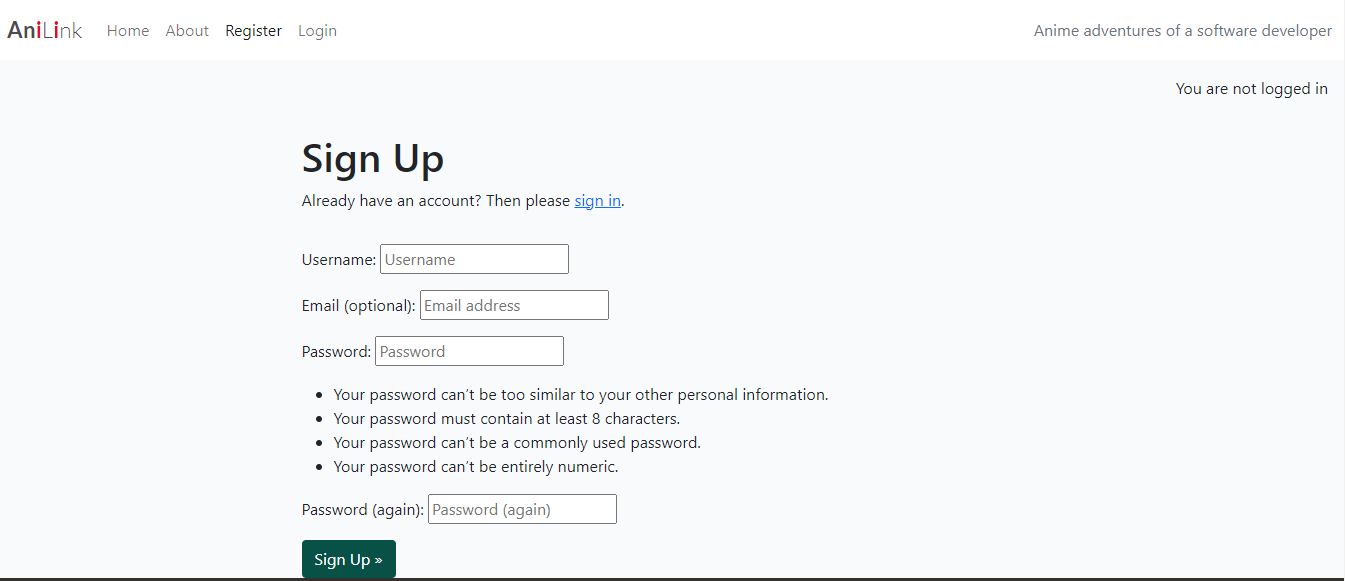 AniLink Home About Register Login Anime adventures of a software developer
You are not logged in
Sign Up
Already have an account? Then please sign in.
Username: Username
Email (optional): Email address
Password: Password
Your password can’t be too similar to your other personal information.
Your password must contain at least 8 characters.
Your password can’t be a commonly used password.
Your password can’t be entirely numeric.
Password (again): Password (again)
Sign Up »